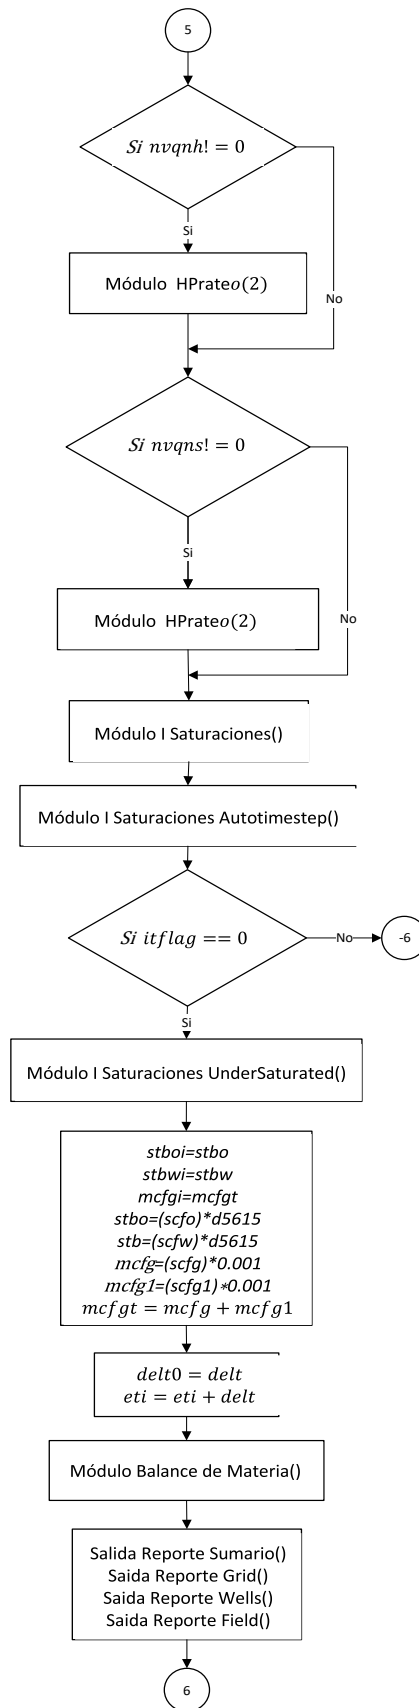 5
Si nvqnh! = 0
Si
Módulo HPrateo(2)
No
Si nvqns! = 0
Si
Módulo HPrateo(2)
No
Módulo I Saturaciones()
Módulo I Saturaciones Autotimestep()
Si itflag == 0
No
-6
Si
Módulo I Saturaciones UnderSaturated()
stboi=stbo
stbwi=stbw
mcfgi=mcfgt
stbo=(scfo)*d5615
stb=(scfw)*d5615
mcfg=(scfg)*0.001
mcfg1=(scfg1)*0.001
mcfgt = mcfg + mcfg1
delt0 = delt
eti = eti + delt
Módulo Balance de Materia()
Salida Reporte Sumario()
Saida Reporte Grid()
Saida Reporte Wells()
Saida Reporte Field()
6